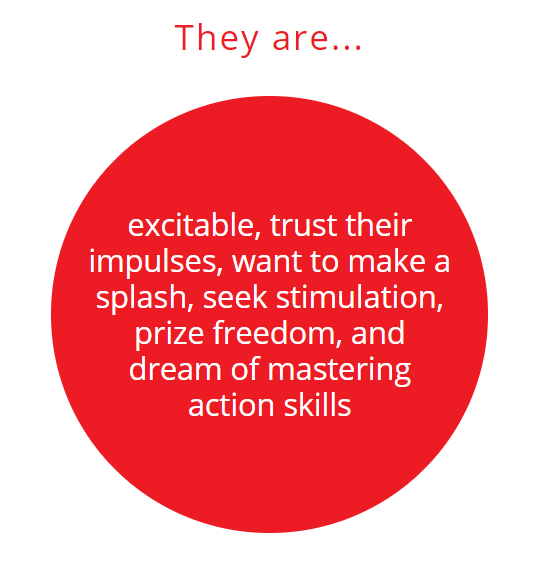 They are...
excitable, trust their
impulses, want to make a
splash, seek stimulation,
prize freedom, and
dream of mastering
action skills